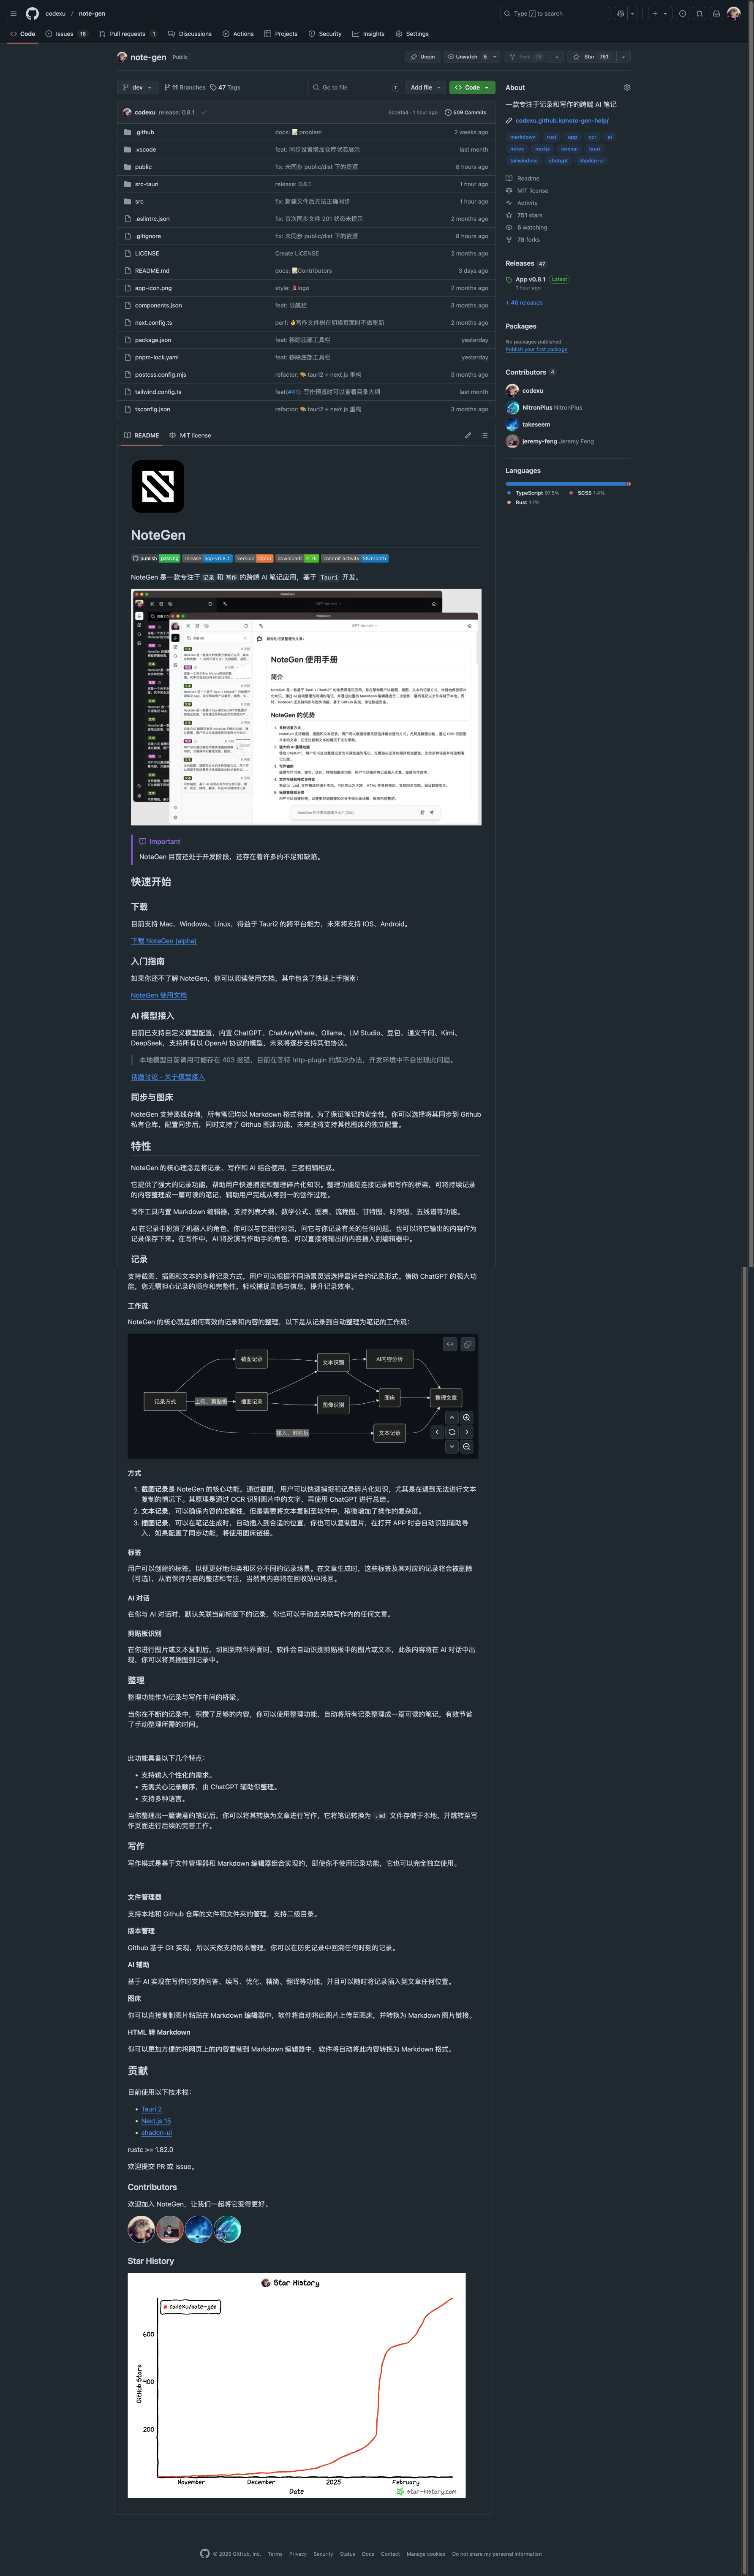 codexu / note-gen
Type / to search
Code
Issues 16
Pull requests 1
Discussions
Actions
Projects
Security
Insights
Settings
note-gen Public
Unpin
Unwatch 5
Fork 78
Star 751
dev
11 Branches
47 Tags
Go to file
t
Add file
Code
codexu release: 0.8.1
6cc8fa4 · 1 hour ago
509 Commits
.github docs: problem 2 weeks ago
.vscode feat: 同步设置增加仓库状态展示 last month
public fix: 未同步 public/dist 下的资源 8 hours ago
src-tauri release: 0.8.1 1 hour ago
src fix: 新建文件后无法正确同步 1 hour ago
.eslintrc.json fix: 首次同步文件 201 状态未提示 2 months ago
.gitignore fix: 未同步 public/dist 下的资源 8 hours ago
LICENSE Create LICENSE 2 months ago
README.md docs: Contributors 3 days ago
app-icon.png style: logo 2 months ago
components.json feat: 导航栏 3 months ago
next.config.ts perf: 写作文件树在切换页面时不做刷新 2 months ago
package.json feat: 移除底部工具栏 yesterday
pnpm-lock.yaml feat: 移除底部工具栏 yesterday
postcss.config.mjs refactor: tauri2 + next.js 重构 3 months ago
tailwind.config.ts feat(#41): 写作预览时可以查看目录大纲 last month
tsconfig.json refactor: tauri2 + next.js 重构 3 months ago
About
一款专注于记录和写作的跨端 AI 笔记
codexu.github.io/note-gen-help/
markdown rust app ocr ai
notes nextjs openai tauri
tailwindcss chatgpt shadcn-ui
Readme
MIT license
Activity
751 stars
5 watching
78 forks
Releases 47
App v0.8.1 Latest
1 hour ago
+ 46 releases
Packages
No packages published
Publish your first package
Contributors 4
codexu
NitronPlus NitronPlus
takeseem
jeremy-feng Jeremy Feng
Languages
TypeScript 97.5% SCSS 1.4%
Rust 1.1%
README
MIT license
NoteGen
publish passing release app-v0.8.1 version alpha downloads 4.7k commit activity 58/month
NoteGen 是一款专注于 记录 和 写作 的跨端 AI 笔记应用，基于 Tauri 开发。
NoteGen
NoteGen 使用手册
简介
NoteGen 的优势
Important
NoteGen 目前还处于开发阶段，还存在着许多的不足和缺陷。
快速开始
下载
目前支持 Mac、Windows、Linux，得益于 Tauri2 的跨平台能力，未来将支持 IOS、Android。
下载 NoteGen (alpha)
入门指南
如果你还不了解 NoteGen，你可以阅读使用文档，其中包含了快速上手指南：
NoteGen 使用文档
AI 模型接入
目前已支持自定义模型配置，内置 ChatGPT、ChatAnyWhere、Ollama、LM Studio、豆包、通义千问、Kimi、
DeepSeek，支持所有以 OpenAI 协议的模型，未来将逐步支持其他协议。
本地模型目前调用可能存在 403 报错，目前在等待 http-plugin 的解决办法，开发环境中不会出现此问题。
话题讨论 - 关于模型接入
同步与图床
NoteGen 支持离线存储，所有笔记均以 Markdown 格式存储。为了保证笔记的安全性，你可以选择将其同步到 Github
私有仓库、配置同步后，同时支持了 Github 图床功能，未来还将支持其他图床的独立配置。
特性
NoteGen 的核心理念是将记录、写作和 AI 结合使用，三者相辅相成。
它提供了强大的记录功能，帮助用户快速捕捉和整理碎片化知识。整理功能是连接记录和写作的桥梁，可将持续记录
的内容整理成一篇可读的笔记，辅助用户完成从零到一的创作过程。
写作工具内置 Markdown 编辑器，支持列表大纲、数学公式、图表、流程图、甘特图、时序图、五线谱等功能。
AI 在记录中扮演了机器人的角色，你可以与它进行对话，问它与你记录有关的任何问题，也可以将它输出的内容作为
记录保存下来。在写作中，AI 将扮演写作助手的角色，可以直接将输出的内容插入到编辑器中。
记录
支持截图、插图和文本的多种记录方式，用户可以根据不同场景灵活选择最适合的记录形式。借助 ChatGPT 的强大功
能，您无需担心记录的顺序和完整性，轻松捕捉灵感与信息，提升记录效率。
工作流
NoteGen 的核心就是如何高效的记录和内容的整理，以下是从记录到自动整理为笔记的工作流：
截图记录
文本识别
AI内容分析
记录方式
上传、剪贴板
插图记录
图像识别
图床
整理文章
输入、剪贴板
文本记录
方式
1. 截图记录是 NoteGen 的核心功能。通过截图，用户可以快速捕捉和记录碎片化知识，尤其是在遇到无法进行文本
复制的情况下。其原理是通过 OCR 识别图片中的文字，再使用 ChatGPT 进行总结。
2. 文本记录，可以确保内容的准确性，但是需要将文本复制至软件中，稍微增加了操作的复杂度。
3. 插图记录，可以在笔记生成时，自动插入到合适的位置，你也可以复制图片，在打开 APP 时会自动识别辅助导
入，如果配置了同步功能，将使用图床链接。
标签
用户可以创建的标签，以便更好地归类和区分不同的记录场景。在文章生成时，这些标签及其对应的记录将会被删除
（可选），从而保持内容的整洁和专注，当然其内容将在回收站中找回。
AI 对话
在你与 AI 对话时，默认关联当前标签下的记录，你也可以手动去关联写作内的任何文章。
剪贴板识别
在你进行图片或文本复制后，切回到软件界面时，软件会自动识别剪贴板中的图片或文本，此条内容将在 AI 对话中出
现，你可以将其插图到记录中。
整理
整理功能作为记录与写作中间的桥梁。
当你在不断的记录中，积攒了足够的内容，你可以使用整理功能，自动将所有记录整理成一篇可读的笔记，有效节省
了手动整理所需的时间。
此功能具备以下几个特点：
• 支持输入个性化的需求。
• 无需关心记录顺序，由 ChatGPT 辅助你整理。
• 支持多种语言。
当你整理出一篇满意的笔记后，你可以将其转换为文章进行写作，它将笔记转换为 .md 文件存储于本地，并跳转至写
作页面进行后续的完善工作。
写作
写作模式是基于文件管理器和 Markdown 编辑器组合实现的，即使你不使用记录功能，它也可以完全独立使用。
文件管理器
支持本地和 Github 仓库的文件和文件夹的管理，支持二级目录。
版本管理
Github 基于 Git 实现，所以天然支持版本管理，你可以在历史记录中回溯任何时刻的记录。
AI 辅助
基于 AI 实现在写作时支持问答、续写、优化、精简、翻译等功能，并且可以随时将记录插入到文章任何位置。
图床
你可以直接复制图片粘贴在 Markdown 编辑器中，软件将自动将此图片上传至图床，并转换为 Markdown 图片链接。
HTML 转 Markdown
你可以更加方便的将网页上的内容复制到 Markdown 编辑器中，软件将自动将此内容转换为 Markdown 格式。
贡献
目前使用以下技术栈：
• Tauri 2
• Next.js 15
• shadcn-ui
rustc >= 1.82.0
欢迎提交 PR 或 issue。
Contributors
欢迎加入 NoteGen，让我们一起将它变得更好。
Star History
Star History
codexu/note-gen
GitHub Stars
600
400
200
November December 2025 February
Date
star-history.com
© 2025 GitHub, Inc. Terms Privacy Security Status Docs Contact Manage cookies Do not share my personal information